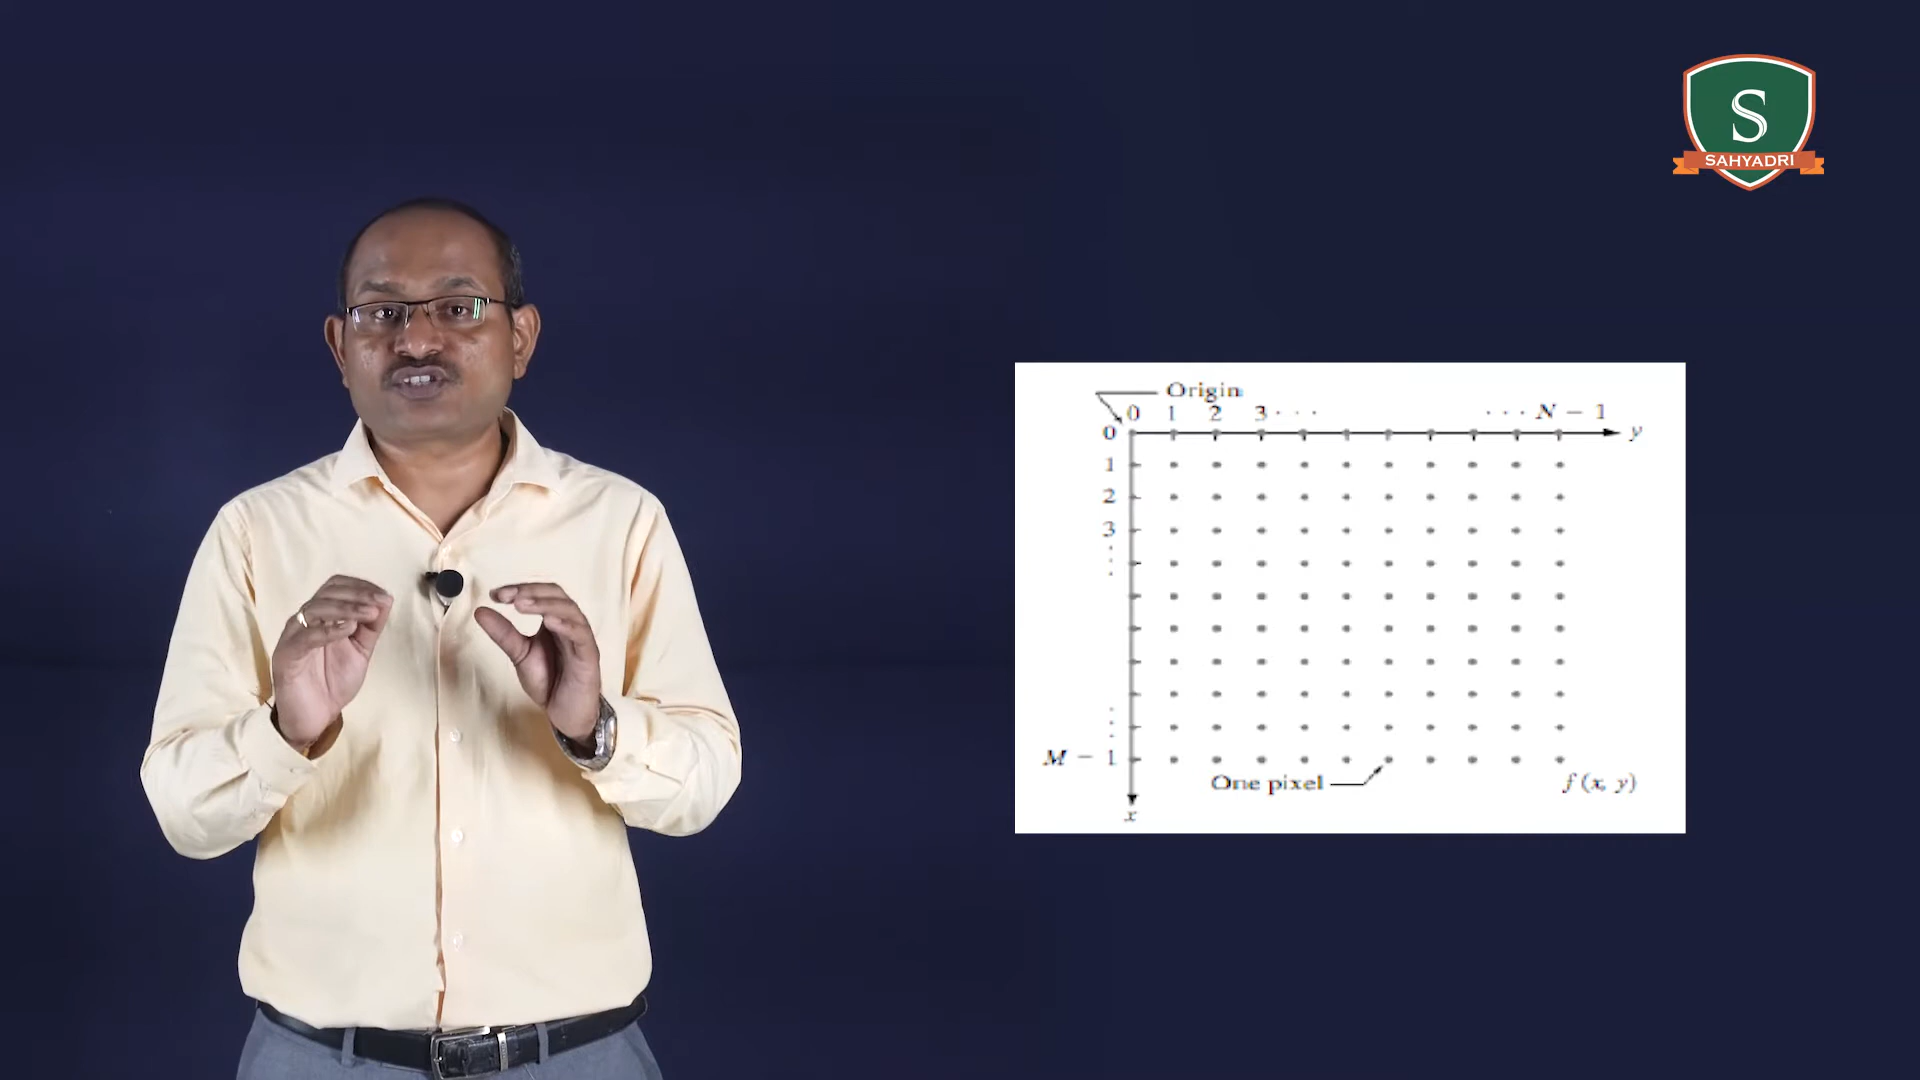 S
SAHYADRI
Origin
0 1 2 3 · · · · · · N − 1
0 y
1
2
3
⋮
⋮
M − 1
One pixel
f (x, y)
x